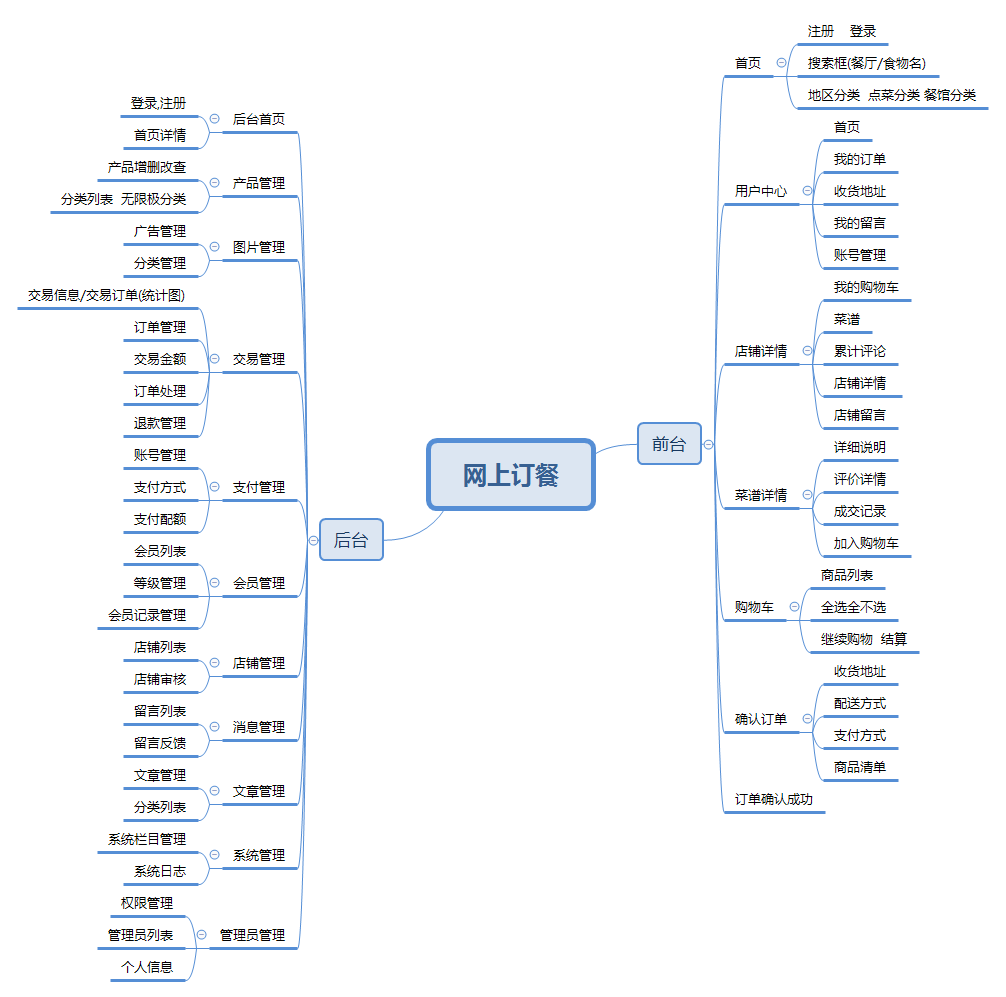 网上订餐
前台
首页
注册 登录
搜素框(餐厅/食物名)
地区分类 点菜分类 餐馆分类
用户中心
首页
我的订单
收货地址
我的留言
账号管理
店铺详情
我的购物车
菜谱
累计评论
店铺详情
店铺留言
菜谱详情
详细说明
评价详情
成交记录
加入购物车
购物车
商品列表
全选全不选
继续购物 结算
确认订单
收货地址
配送方式
支付方式
商品清单
订单确认成功
后台
后台首页
登录,注册
首页详情
产品管理
产品增删改查
分类列表 无限极分类
图片管理
广告管理
分类管理
交易管理
交易信息/交易订单(统计图)
订单管理
交易金额
订单处理
退款管理
支付管理
账号管理
支付方式
支付配额
会员管理
会员列表
等级管理
会员记录管理
店铺管理
店铺列表
店铺审核
消息管理
留言列表
留言反馈
文章管理
文章管理
分类列表
系统管理
系统栏目管理
系统日志
管理员管理
权限管理
管理员列表
个人信息